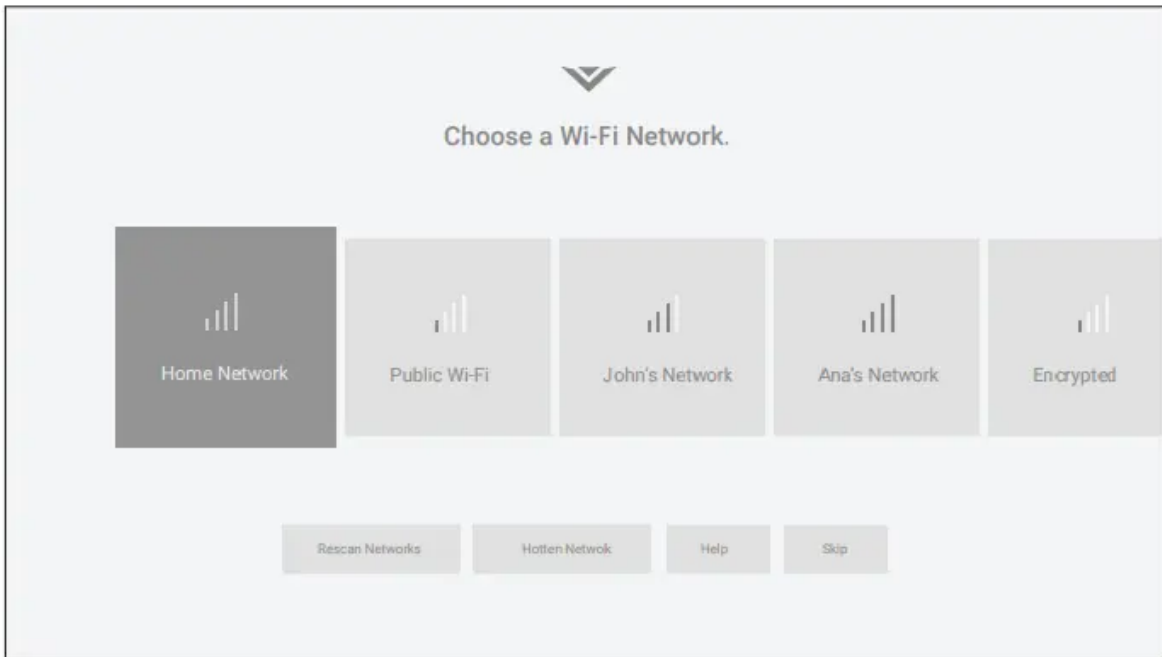 Choose a Wi-Fi Network.
Home Network
Public Wi-Fi
John's Network
Ana's Network
Encrypted
Rescan Networks
Hotten Netwok
Help
Skip